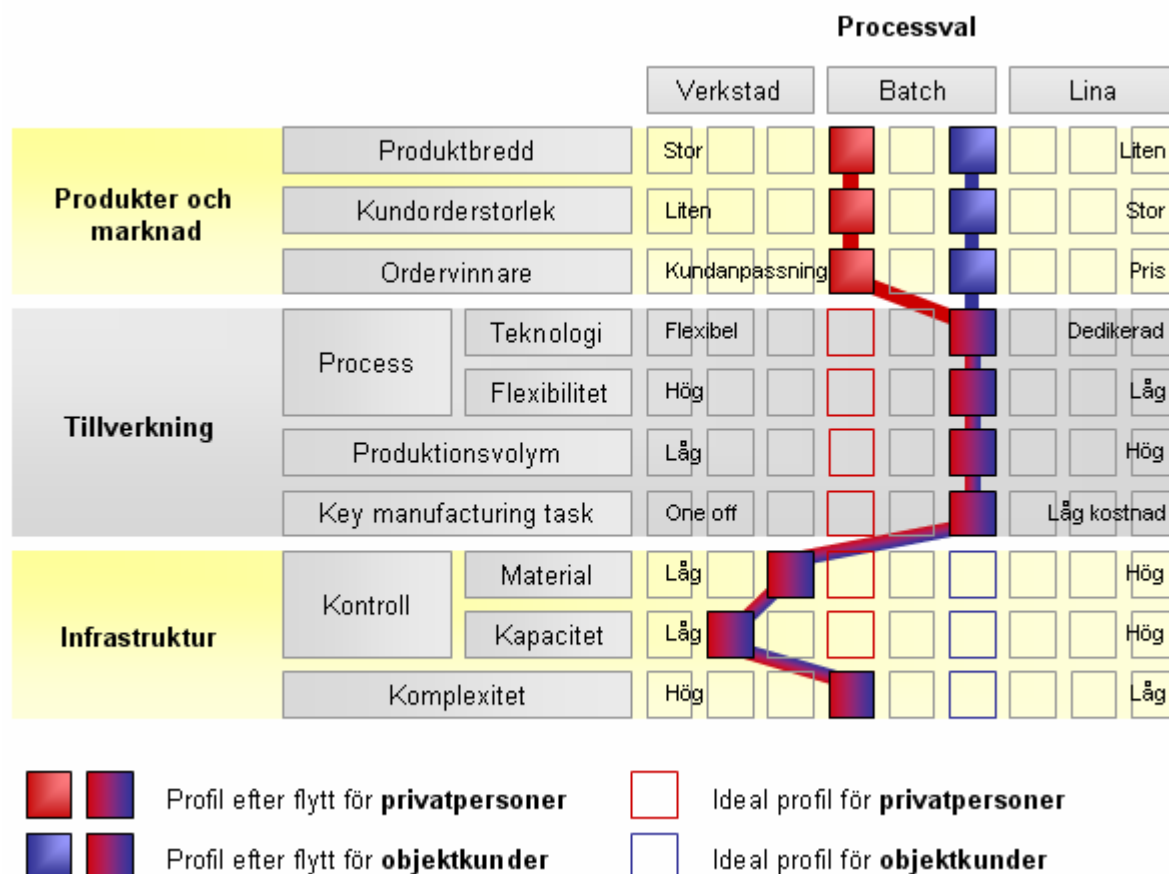 Processval
Verkstad Batch Lina
Produktbredd Stor Liten
Produkter och
marknad
Kundorderstorlek Liten Stor
Ordervinnare Kundanpassning Pris
Tillverkning
Process
Teknologi Flexibel Dedikerad
Flexibilitet Hög Låg
Produktionsvolym Låg Hög
Key manufacturing task One off Låg kostnad
Infrastruktur
Kontroll
Material Låg Hög
Kapacitet Låg Hög
Komplexitet Hög Låg
Profil efter flytt för privatpersoner Ideal profil för privatpersoner
Profil efter flytt för objektkunder Ideal profil för objektkunder